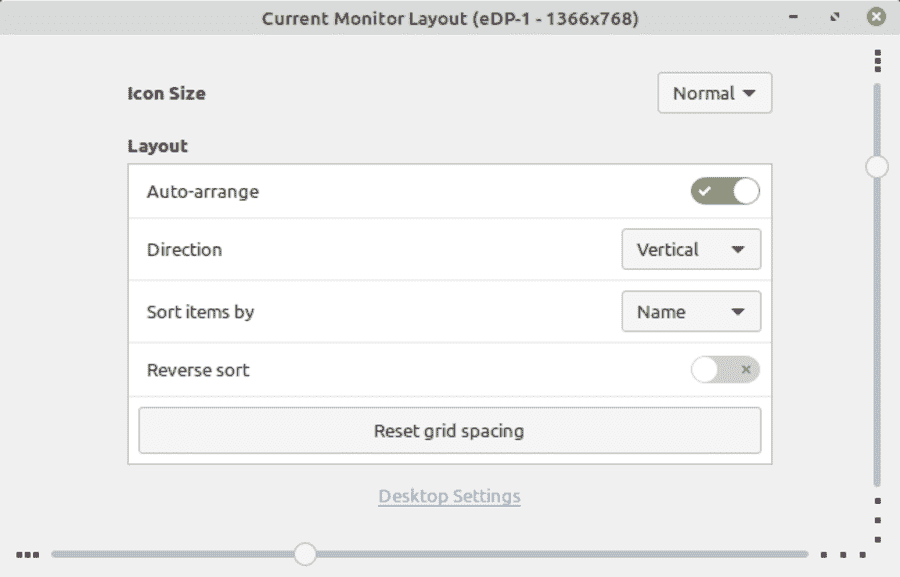 Current Monitor Layout (eDP-1 - 1366x768)
Icon Size
Normal
Layout
Auto-arrange
Direction
Vertical
Sort items by
Name
Reverse sort
Reset grid spacing
Desktop Settings